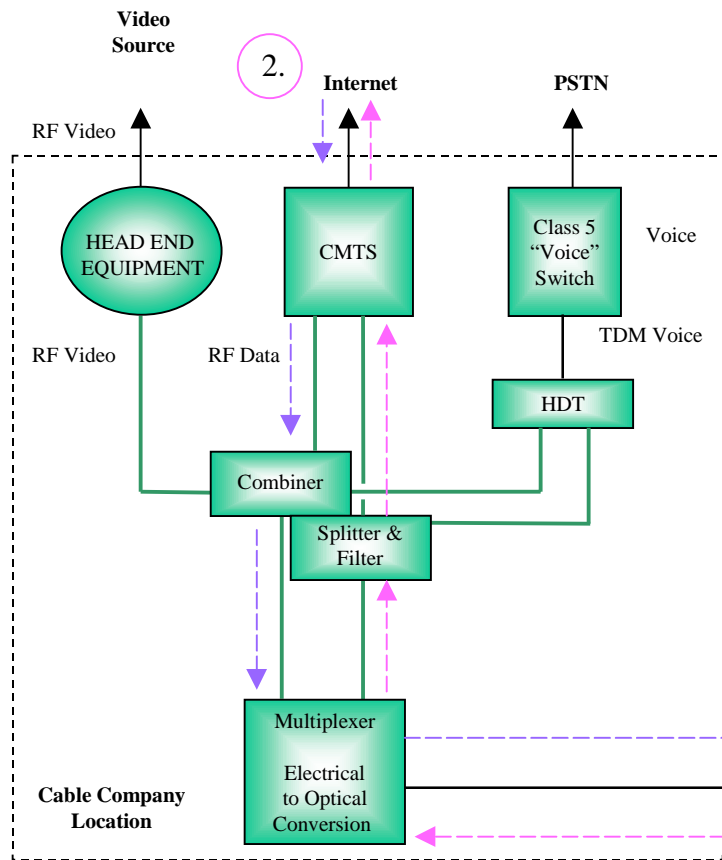 Video
Source
2.
Internet
PSTN
RF Video
HEAD END
EQUIPMENT
CMTS
Class 5
“Voice”
Switch
Voice
RF Video
RF Data
TDM Voice
HDT
Combiner
Splitter &
Filter
Multiplexer
Electrical
to Optical
Conversion
Cable Company
Location